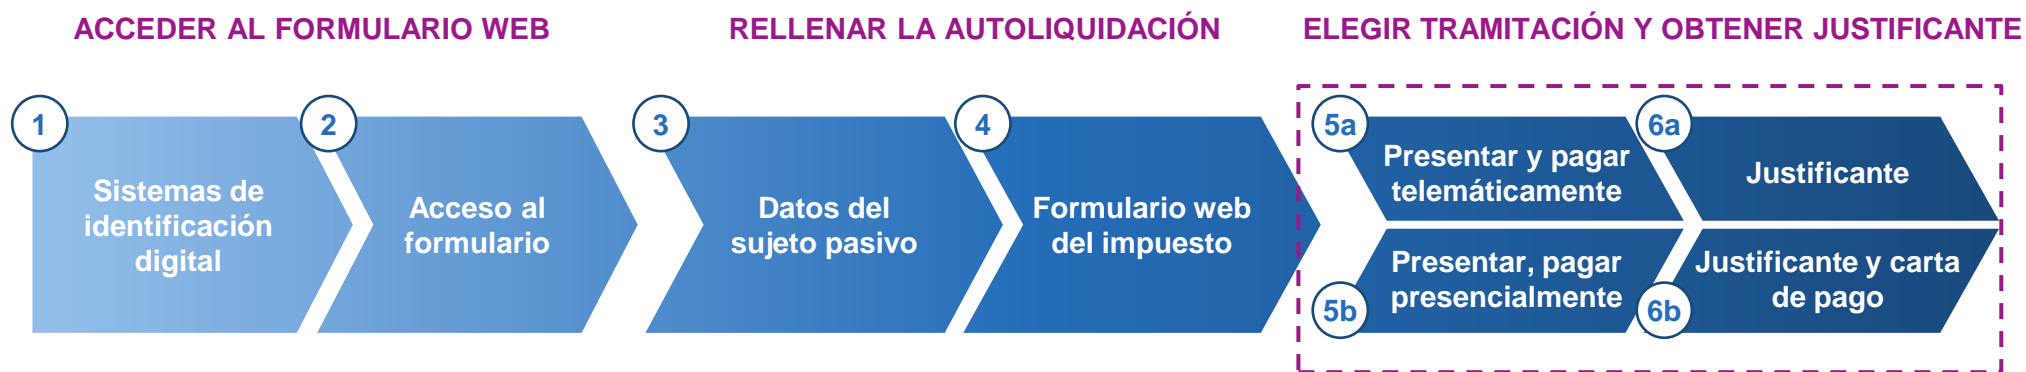 ACCEDER AL FORMULARIO WEB
RELLENAR LA AUTOLIQUIDACIÓN
ELEGIR TRAMITACIÓN Y OBTENER JUSTIFICANTE
1
Sistemas de
identificación
digital
2
Acceso al
formulario
3
Datos del
sujeto pasivo
4
Formulario web
del impuesto
5a
Presentar y pagar
telemáticamente
6a
Justificante
5b
Presentar, pagar
presencialmente
6b
Justificante y carta
de pago